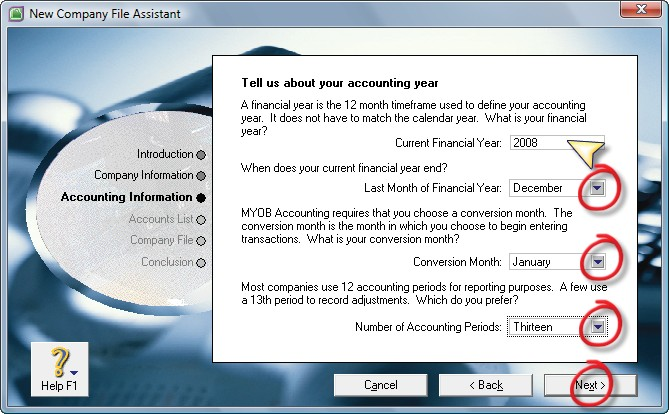 New Company File Assistant
Tell us about your accounting year
A financial year is the 12 month timeframe used to define your accounting
year. It does not have to match the calendar year. What is your financial
year?
Current Financial Year: 2008
When does your current financial year end?
Last Month of Financial Year: December
MYOB Accounting requires that you choose a conversion month. The
conversion month is the month in which you choose to begin entering
transactions. What is your conversion month?
Conversion Month: January
Most companies use 12 accounting periods for reporting purposes. A few use
a 13th period to record adjustments. Which do you prefer?
Number of Accounting Periods: Thirteen
Introduction
Company Information
Accounting Information
Accounts List
Company File
Conclusion
?
Help F1
Cancel
< Back
Next >